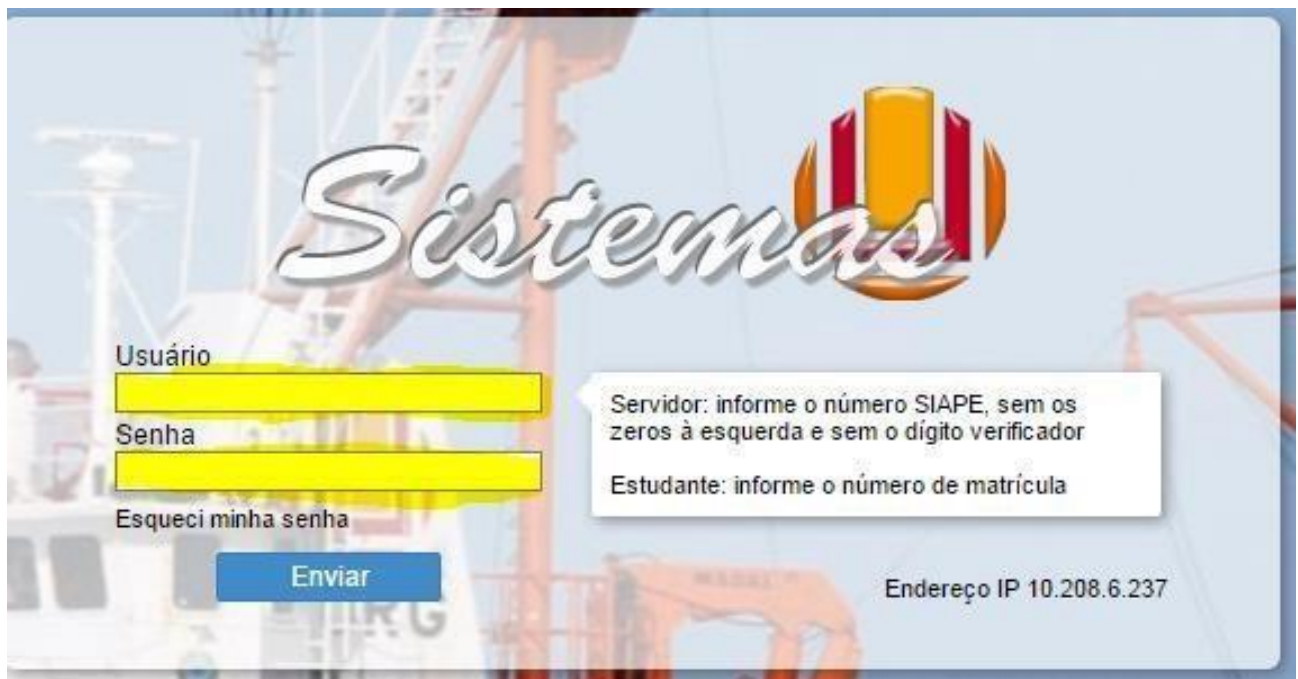 Sistemas
Usuário
Senha
Servidor: informe o número SIAPE, sem os
zeros à esquerda e sem o dígito verificador
Estudante: informe o número de matrícula
Esqueci minha senha
Enviar
Endereço IP 10.208.6.237
RG